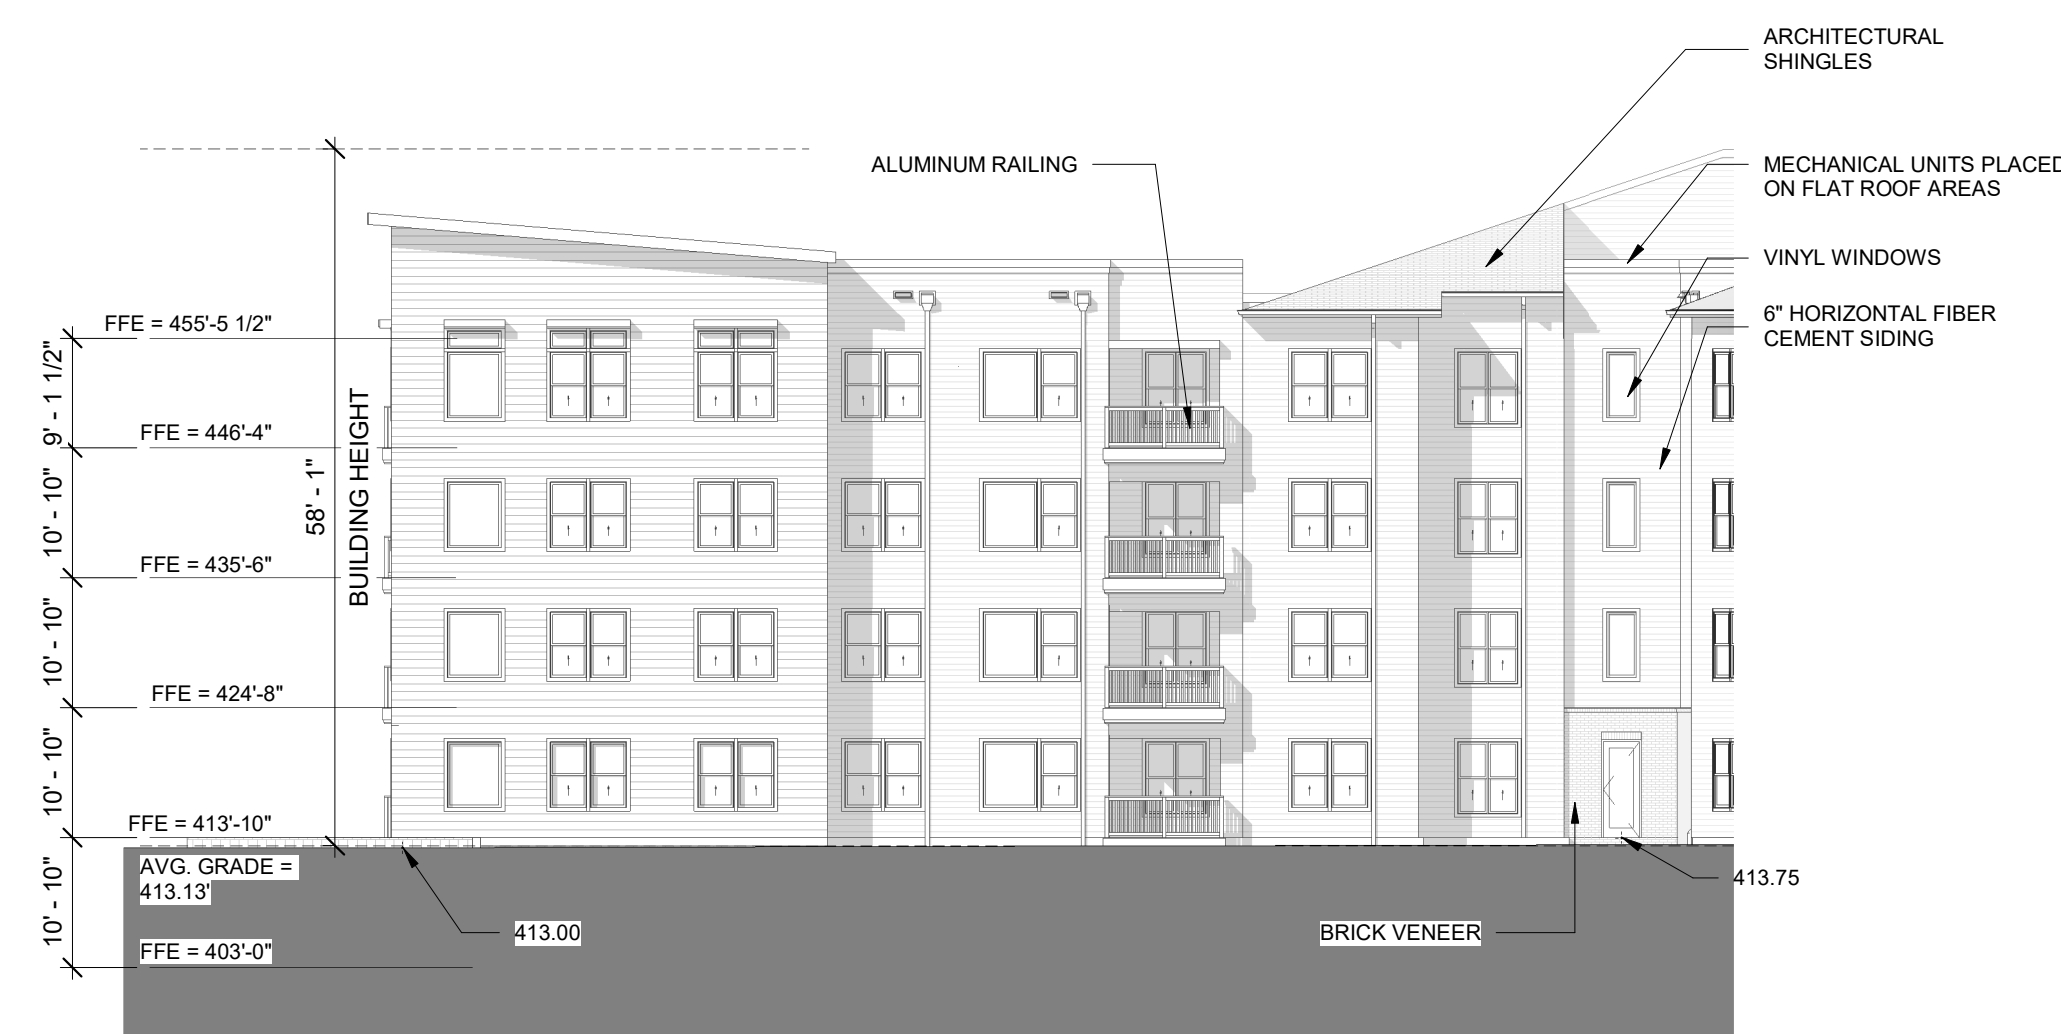 ARCHITECTURAL
SHINGLES
ALUMINUM RAILING
MECHANICAL UNITS PLACED
ON FLAT ROOF AREAS
VINYL WINDOWS
6" HORIZONTAL FIBER
CEMENT SIDING
FFE = 455'-5 1/2"
9' - 1 1/2"
FFE = 446'-4"
10' - 10"
FFE = 435'-6"
10' - 10"
FFE = 424'-8"
10' - 10"
FFE = 413'-10"
10' - 10"
FFE = 403'-0"
58' - 1"
BUILDING HEIGHT
AVG. GRADE =
413.13'
413.00
BRICK VENEER
413.75